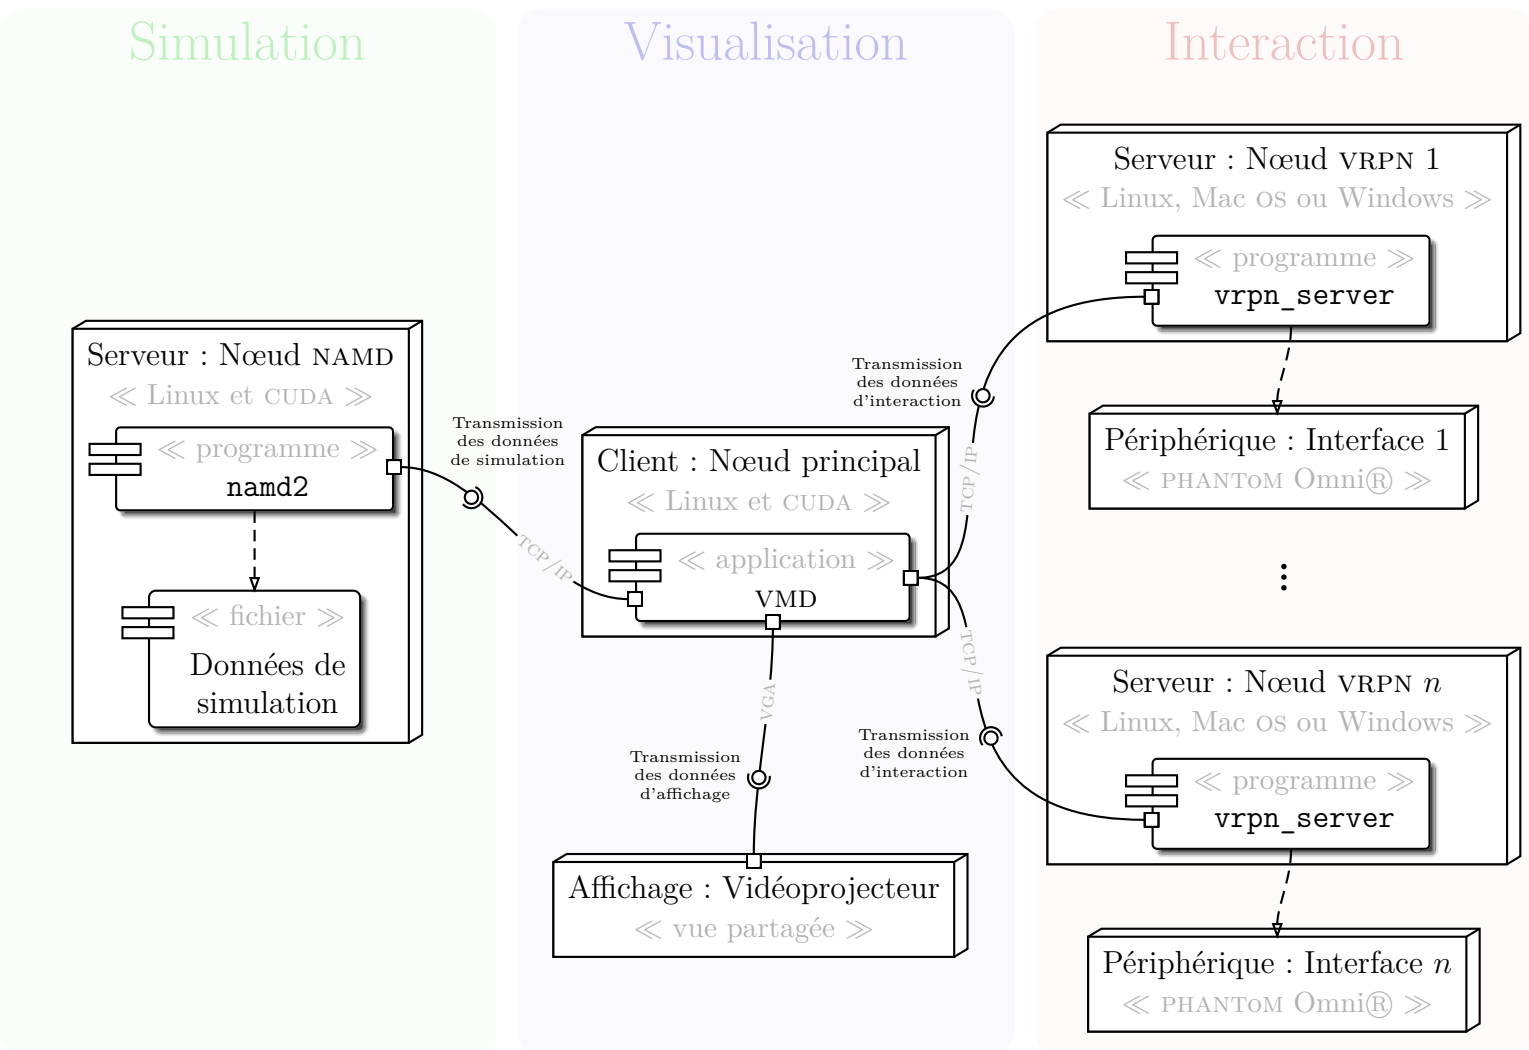 Simulation
Visualisation
Interaction
Serveur : Nœud NAMD
≪ Linux et CUDA ≫
≪ programme ≫
namd2
≪ fichier ≫
Données de
simulation
Transmission
des données
de simulation
TCP/IP
Client : Nœud principal
≪ Linux et CUDA ≫
≪ application ≫
VMD
VGA
Transmission
des données
d'affichage
Affichage : Vidéoprojecteur
≪ vue partagée ≫
Transmission
des données
d'interaction
TCP/IP
TCP/IP
Transmission
des données
d'interaction
Serveur : Nœud VRPN 1
≪ Linux, Mac OS ou Windows ≫
≪ programme ≫
vrpn_server
Périphérique : Interface 1
≪ PHANToM Omni® ≫
⋮
Serveur : Nœud VRPN n
≪ Linux, Mac OS ou Windows ≫
≪ programme ≫
vrpn_server
Périphérique : Interface n
≪ PHANToM Omni® ≫